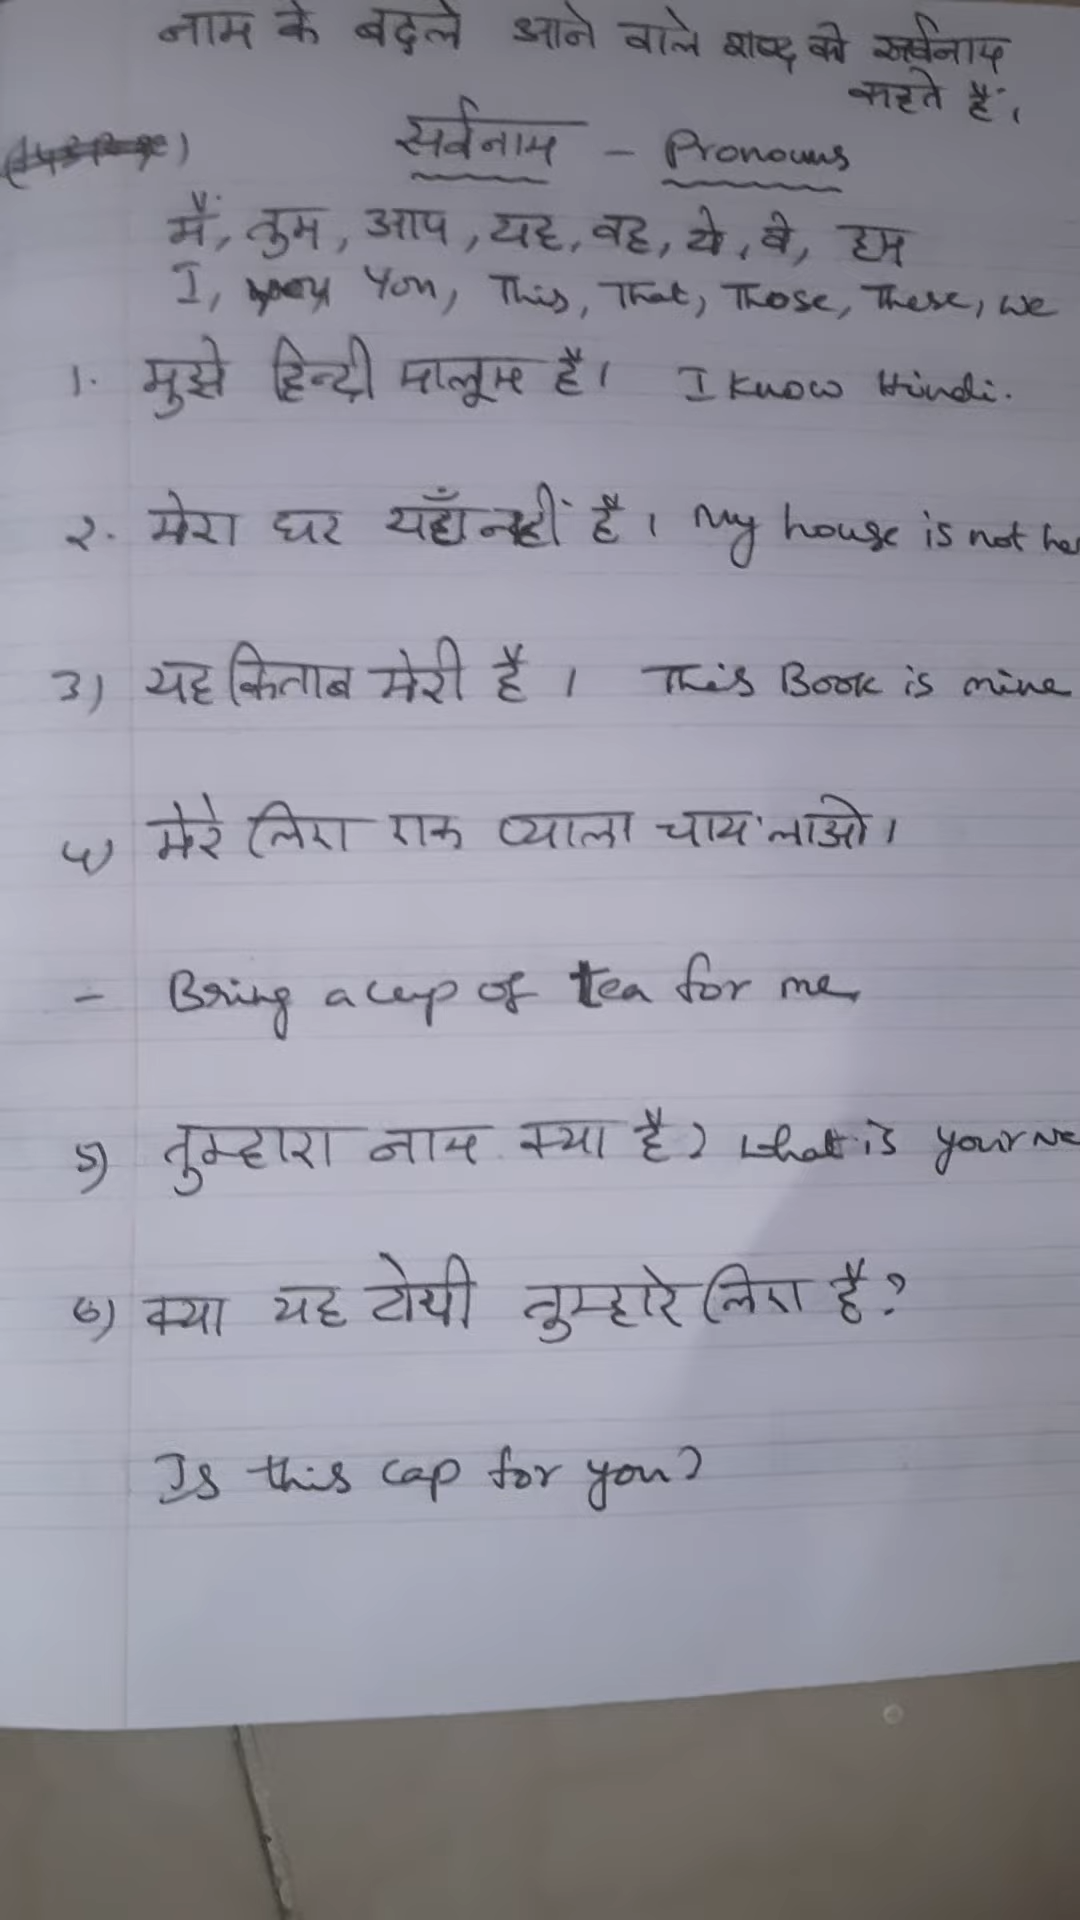 नाम के बदले आने वाले शब्द को सर्वनाम
कहते हैं।
सर्वनाम - Pronouns
मैं, तुम, आप, यह, वह, ये, वे, हम
I, You, This, That, Those, These, we
1. मुझे हिन्दी मालूम है। I know Hindi.
२. मेरा घर यहाँ नहीं है। My house is not
3) यह किताब मेरी है। This Book is mine
4) मेरे लिए एक प्याला चाय लाओ।
- Bring a cup of tea for me.
5) तुम्हारा नाम क्या है? What is your
6) क्या यह टोपी तुम्हारे लिए है?
Is this cap for you?